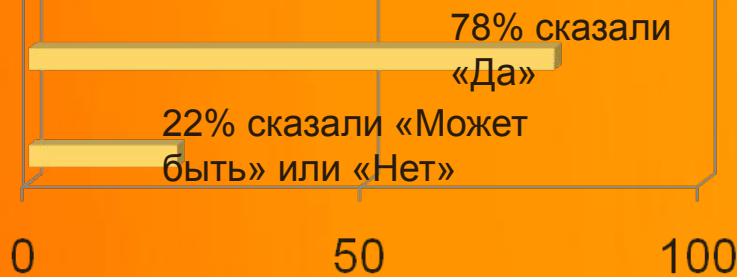 78% сказали
«Да»
22% сказали «Может
быть» или «Нет»
0 50 100